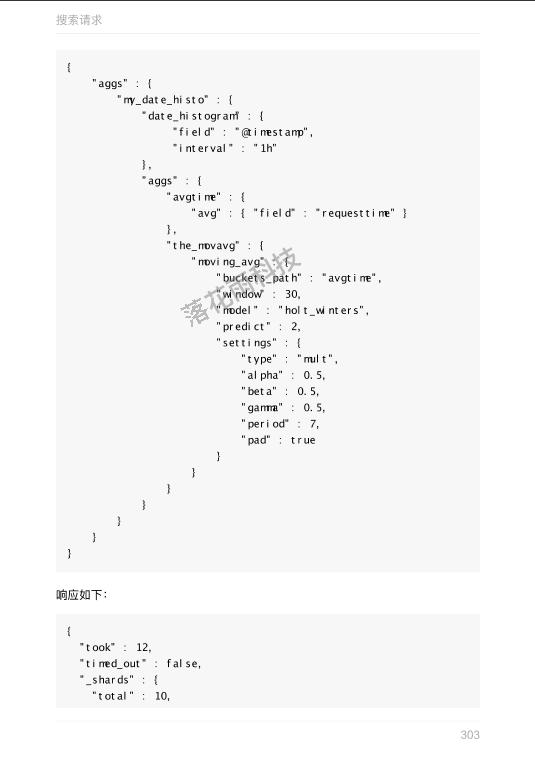 搜索请求
{
    "aggs" : {
        "my_date_histo" : {
            "date_histogram" : {
                 "field" : "@timestamp",
                 "interval" : "1h"
            },
            "aggs" : {
                "avgtime" : {
                    "avg" : { "field" : "requesttime" }
                },
                "the_movavg" : {
                    "moving_avg" : {
                        "buckets_path" : "avgtime",
                        "window" : 30,
                        "model" : "holt_winters",
                        "predict" : 2,
                        "settings" : {
                            "type" : "mult",
                            "alpha" : 0.5,
                            "beta" : 0.5,
                            "gamma" : 0.5,
                            "period" : 7,
                            "pad" : true
                        }
                    }
                }
            }
        }
    }
}
落花雨科技
响应如下：
{
  "took" : 12,
  "timed_out" : false,
  "_shards" : {
    "total" : 10,
303